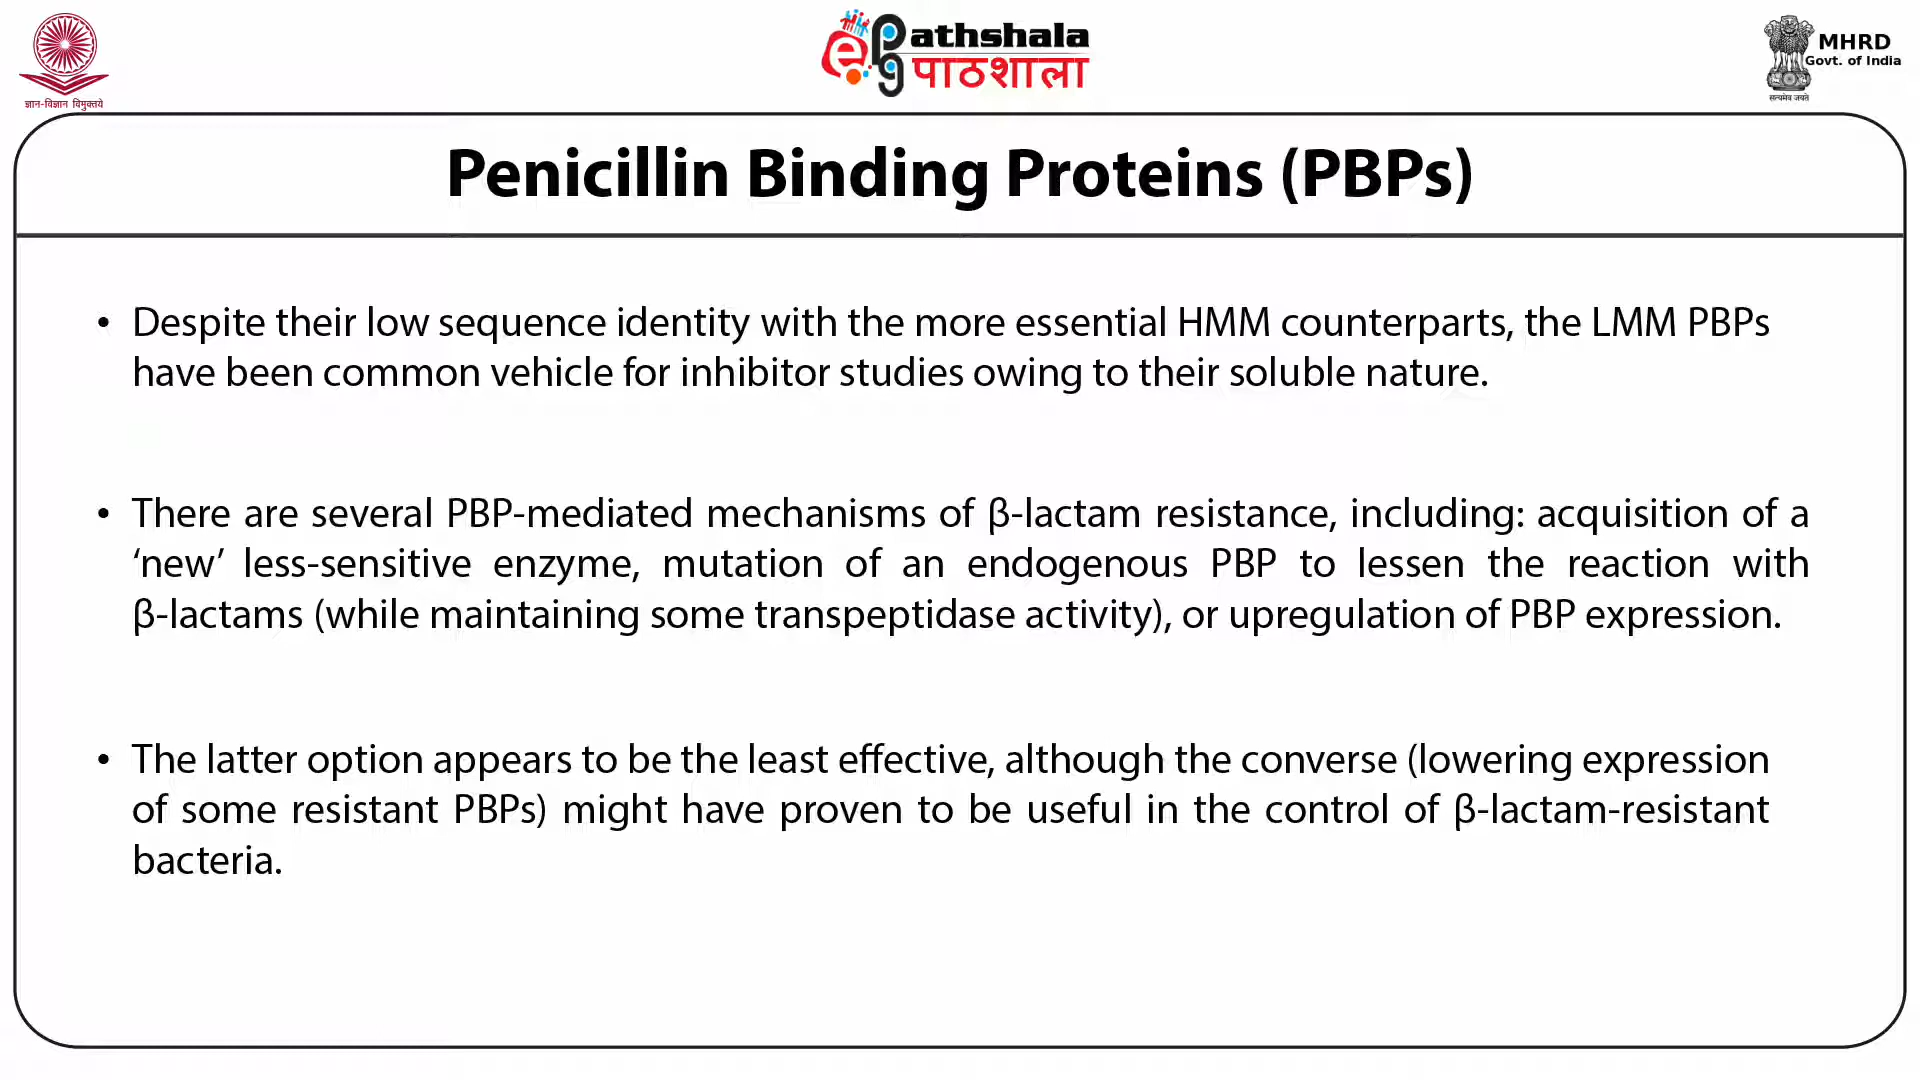 ज्ञान-विज्ञान विमुक्तये
ePathshala
पाठशाला
MHRD
Govt. of India
सत्यमेव जयते
Penicillin Binding Proteins (PBPs)
• Despite their low sequence identity with the more essential HMM counterparts, the LMM PBPs
have been common vehicle for inhibitor studies owing to their soluble nature.
• There are several PBP-mediated mechanisms of β-lactam resistance, including: acquisition of a
‘new’ less-sensitive enzyme, mutation of an endogenous PBP to lessen the reaction with
β-lactams (while maintaining some transpeptidase activity), or upregulation of PBP expression.
• The latter option appears to be the least effective, although the converse (lowering expression
of some resistant PBPs) might have proven to be useful in the control of β-lactam-resistant
bacteria.